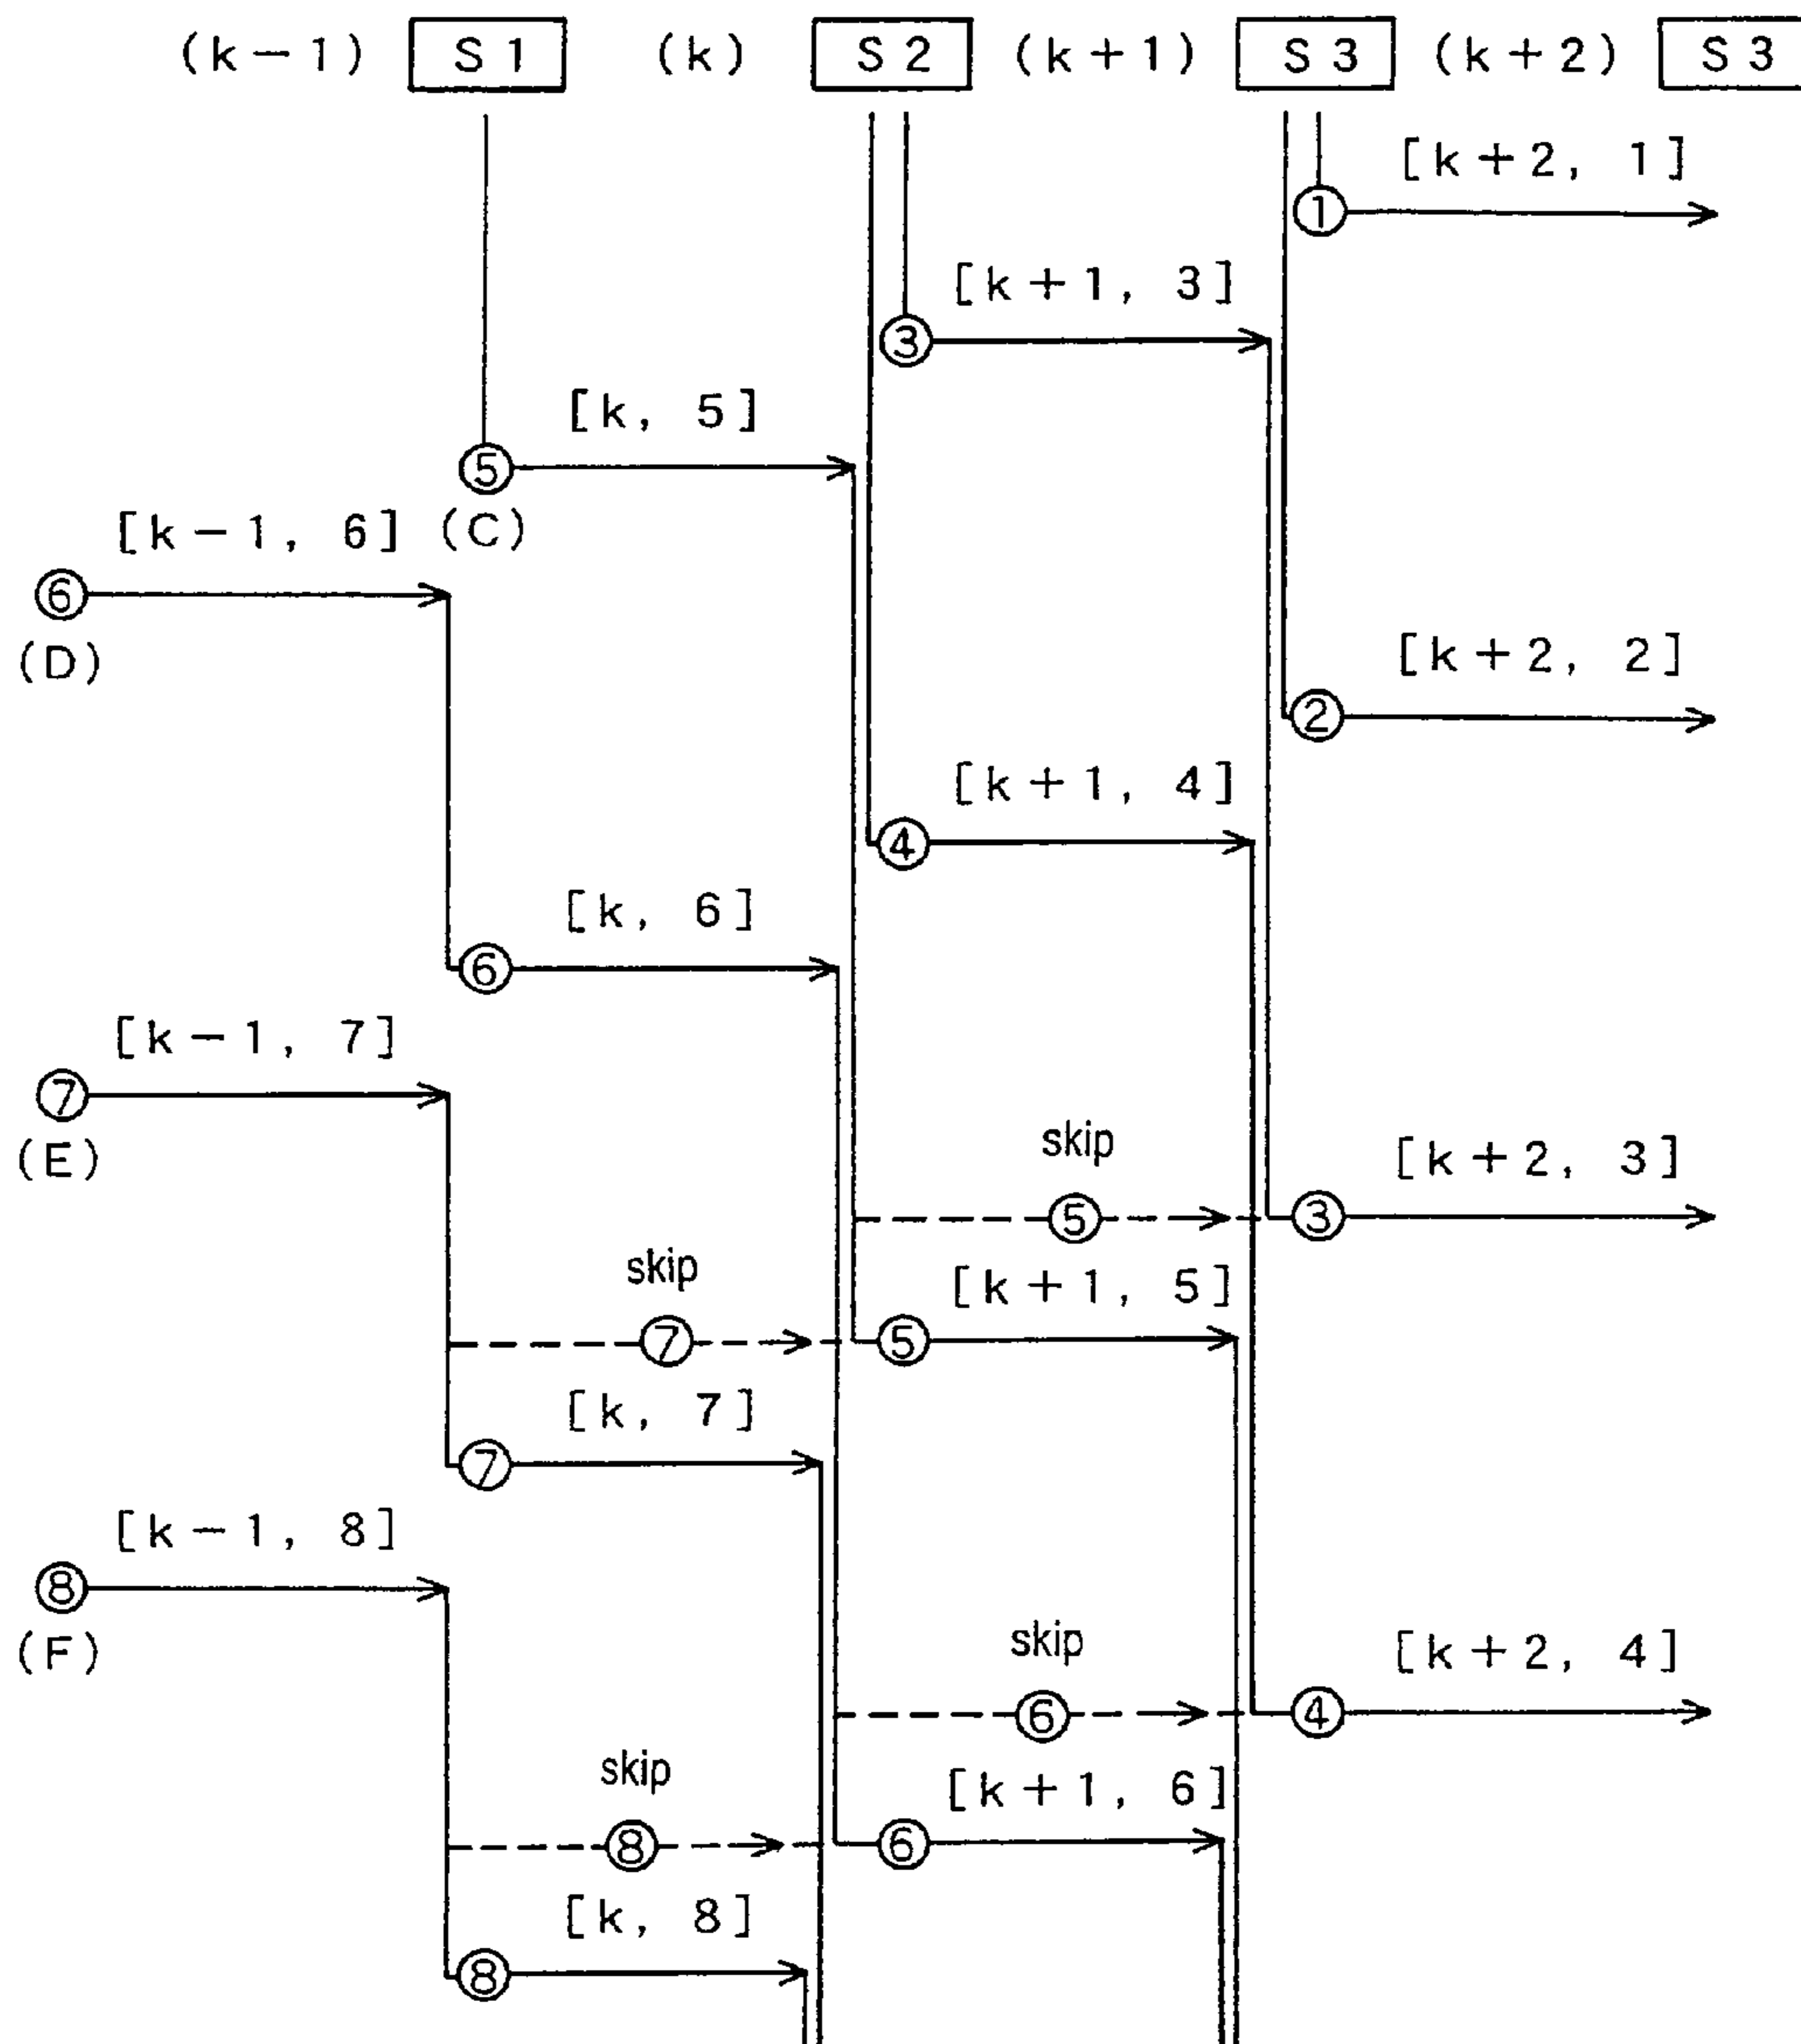 (k−1) S1 (k) S2 (k+1) S3 (k+2) S3
[k+2, 1]
①
[k+1, 3]
③
[k, 5]
⑤
[k−1, 6] (C)
⑥
(D)
[k+2, 2]
②
[k+1, 4]
④
[k, 6]
⑥
[k−1, 7]
⑦
(E)
skip [k+2, 3]
⑤ ③
skip [k+1, 5]
⑦ ⑤
[k, 7]
⑦
[k−1, 8]
⑧
(F)
skip [k+2, 4]
⑥ ④
skip [k+1, 6]
⑧ ⑥
[k, 8]
⑧